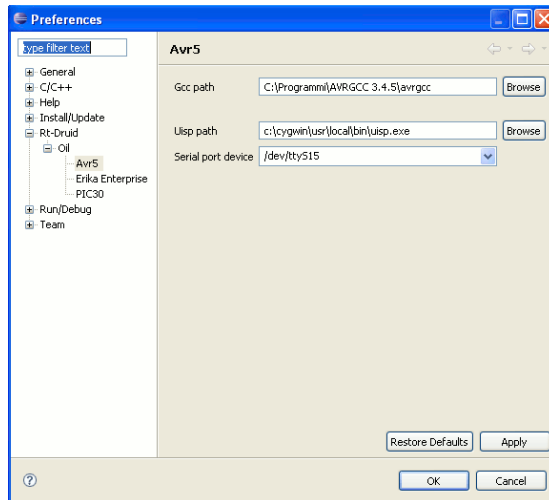 Preferences
type filter text
Avr5
General
C/C++
Help
Install/Update
Rt-Druid
Oil
Avr5
Erika Enterprise
PIC30
Run/Debug
Team
Gcc path C:\Programmi\AVRGCC 3.4.5\avrgcc Browse
Uisp path c:\cygwin\usr\local\bin\uisp.exe Browse
Serial port device /dev/ttyS15
Restore Defaults Apply
? OK Cancel